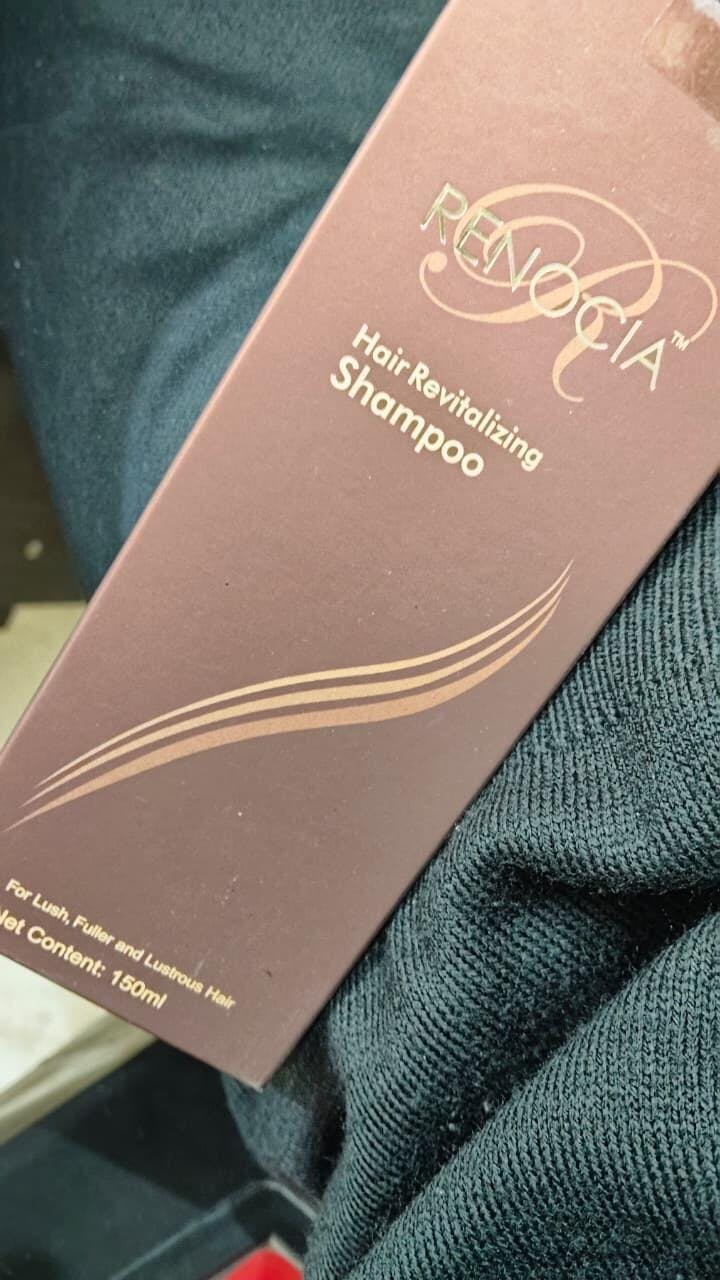 RENOCIA™
Hair Revitalizing
Shampoo
For Lush, Fuller and Lustrous Hair
Net Content: 150ml